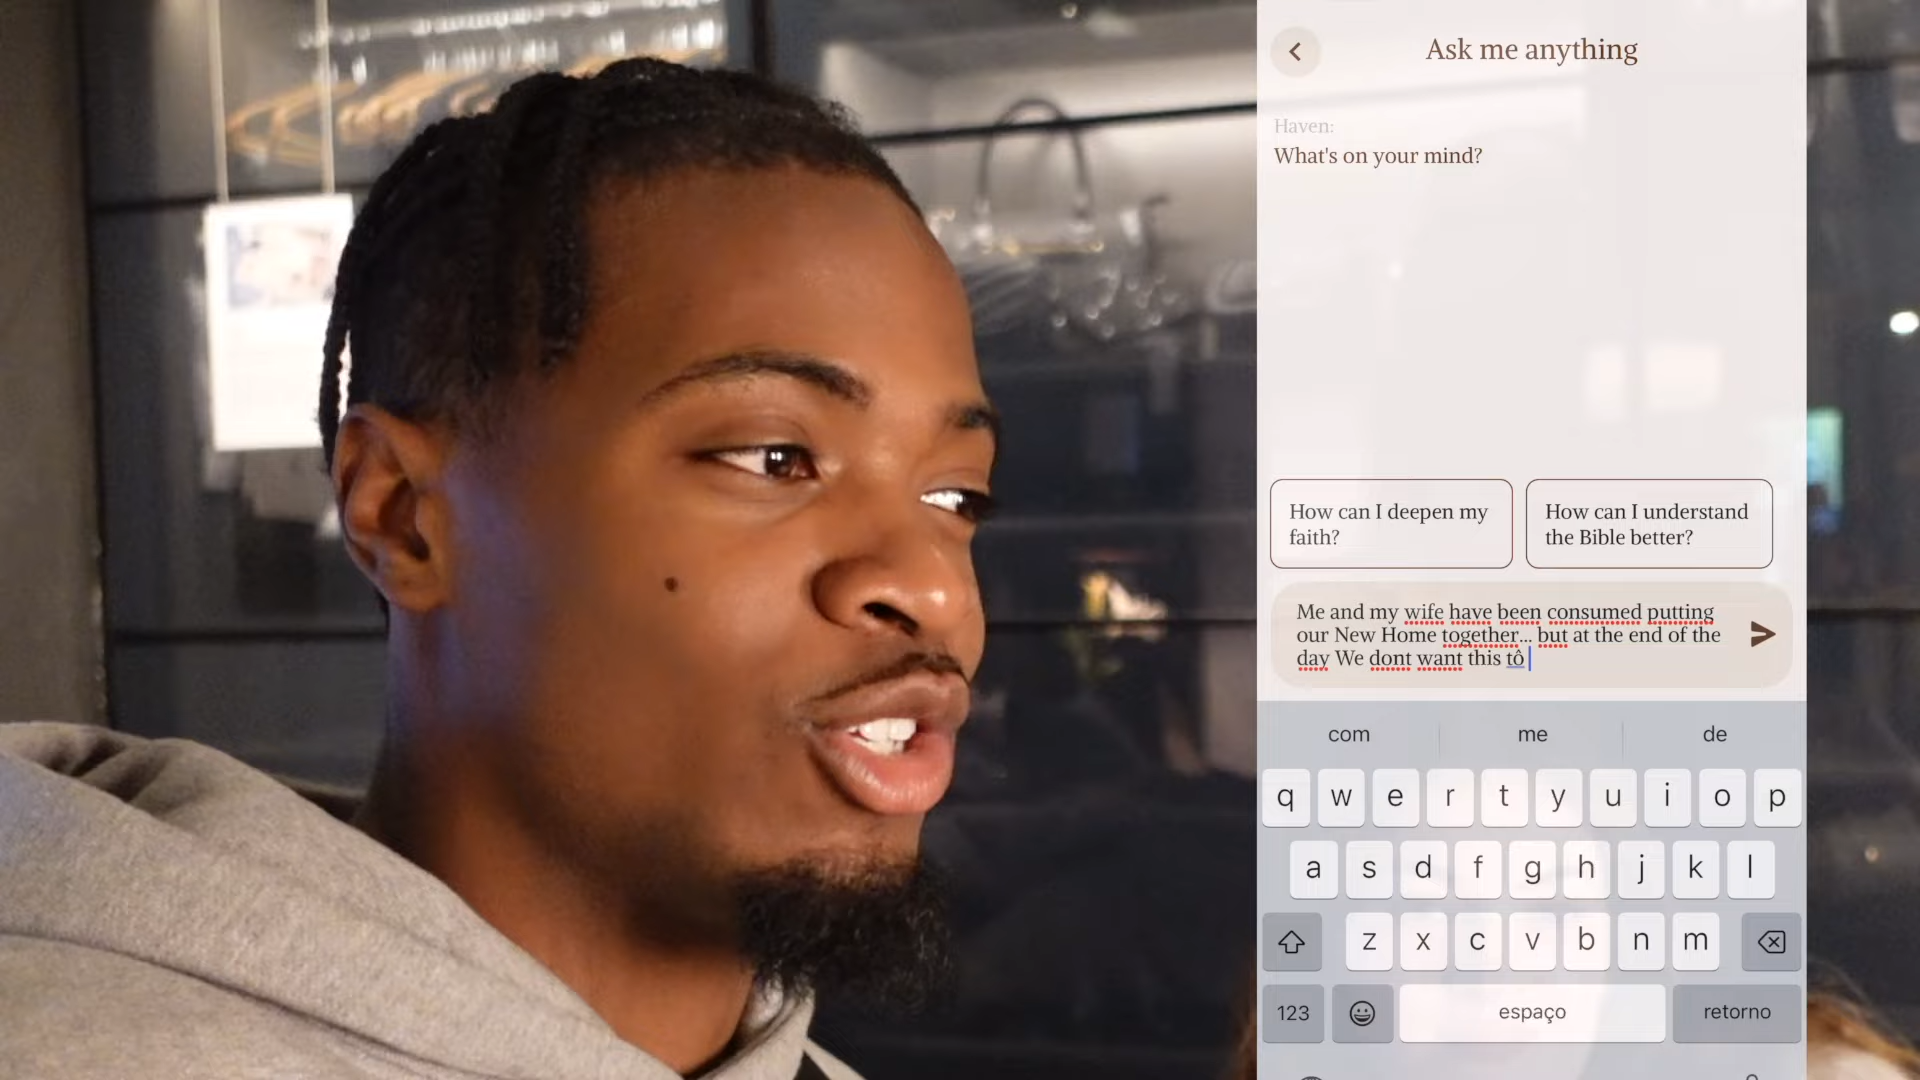 Ask me anything
Haven:
What's on your mind?
How can I deepen my
faith?
How can I understand
the Bible better?
Me and my wife have been consumed putting
our New Home together... but at the end of the
day We dont want this tô
com me de
q w e r t y u i o p
a s d f g h j k l
z x c v b n m
123 espaço retorno